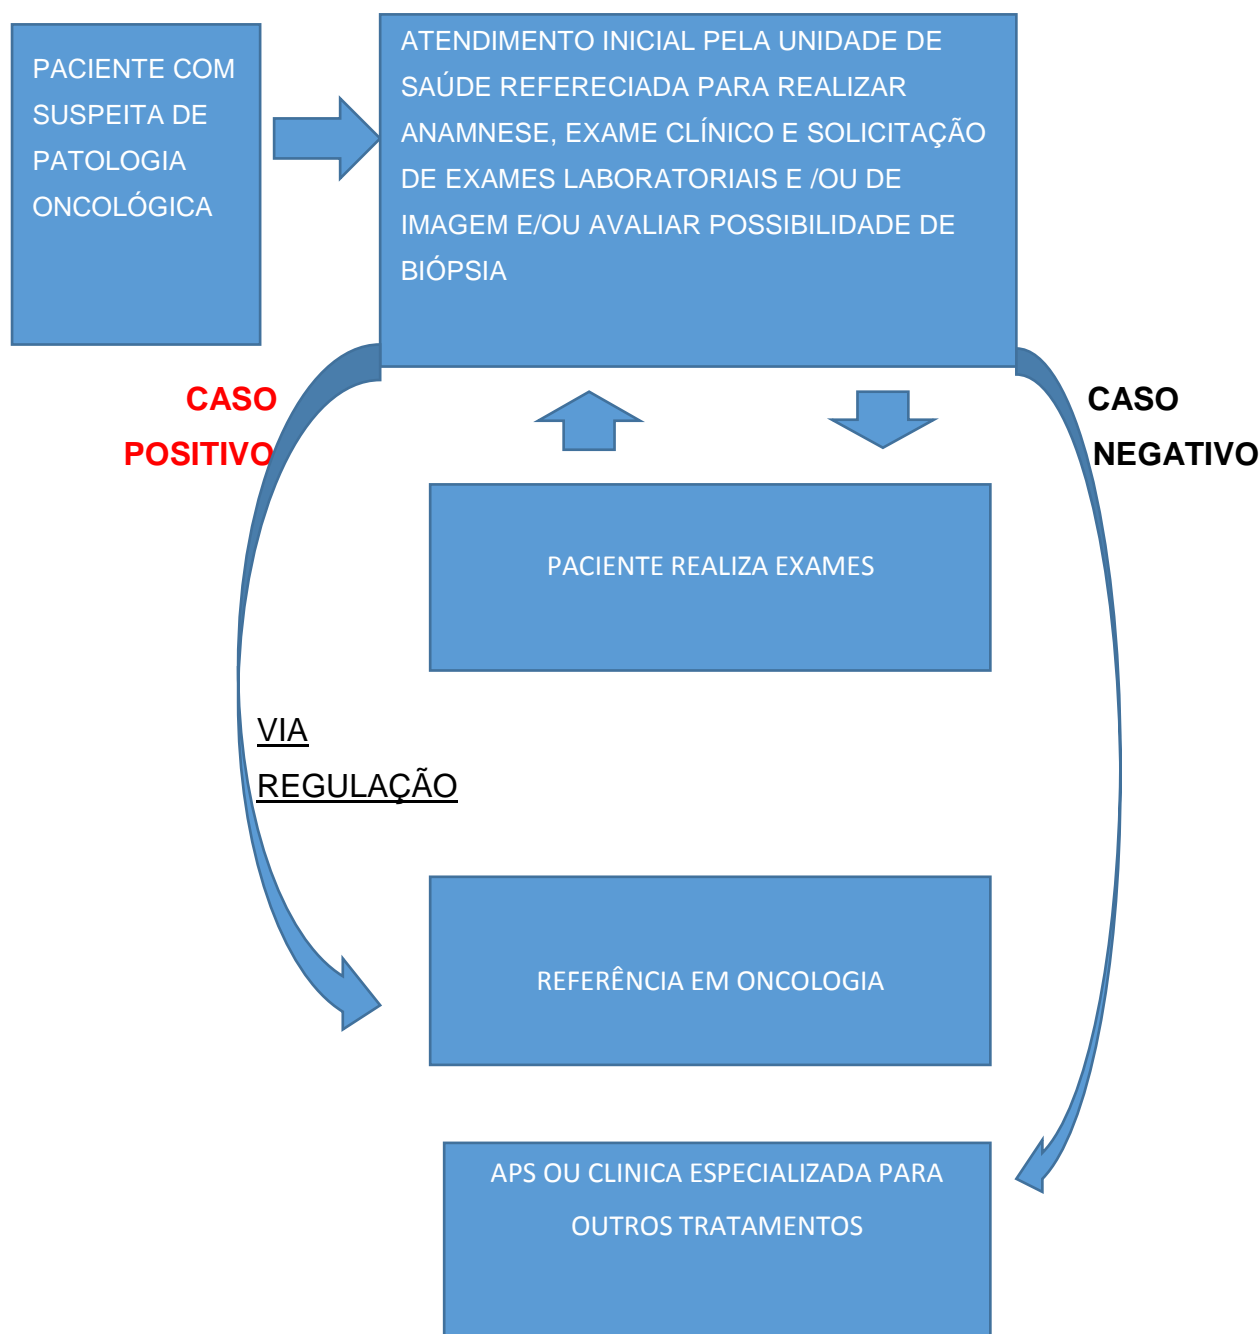 PACIENTE COM
SUSPEITA DE
PATOLOGIA
ONCOLÓGICA
ATENDIMENTO INICIAL PELA UNIDADE DE
SAÚDE REFERECIADA PARA REALIZAR
ANAMNESE, EXAME CLÍNICO E SOLICITAÇÃO
DE EXAMES LABORATORIAIS E /OU DE
IMAGEM E/OU AVALIAR POSSIBILIDADE DE
BIÓPSIA
CASO
POSITIVO
CASO
NEGATIVO
PACIENTE REALIZA EXAMES
VIA
REGULAÇÃO
REFERÊNCIA EM ONCOLOGIA
APS OU CLINICA ESPECIALIZADA PARA
OUTROS TRATAMENTOS